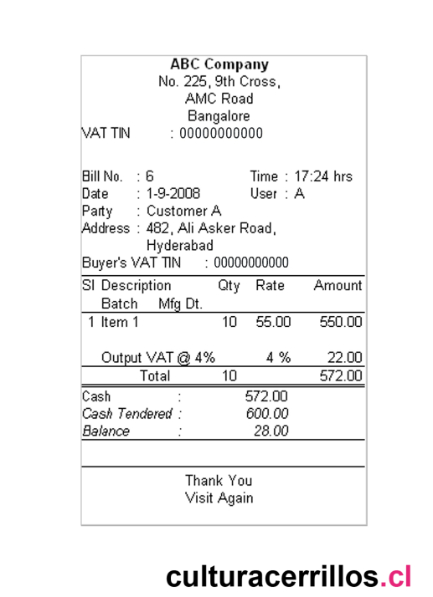 ABC Company
No. 225, 9th Cross,
AMC Road
Bangalore
VAT TIN : 00000000000
Bill No. : 6 Time : 17:24 hrs
Date : 1-9-2008 User : A
Party : Customer A
Address : 482, Ali Asker Road,
Hyderabad
Buyer's VAT TIN : 00000000000
Sl Description Qty Rate Amount
Batch Mfg Dt.
1 Item 1 10 55.00 550.00
Output VAT @ 4% 4 % 22.00
Total 10 572.00
Cash : 572.00
Cash Tendered : 600.00
Balance : 28.00
Thank You
Visit Again
culturacerrillos.cl